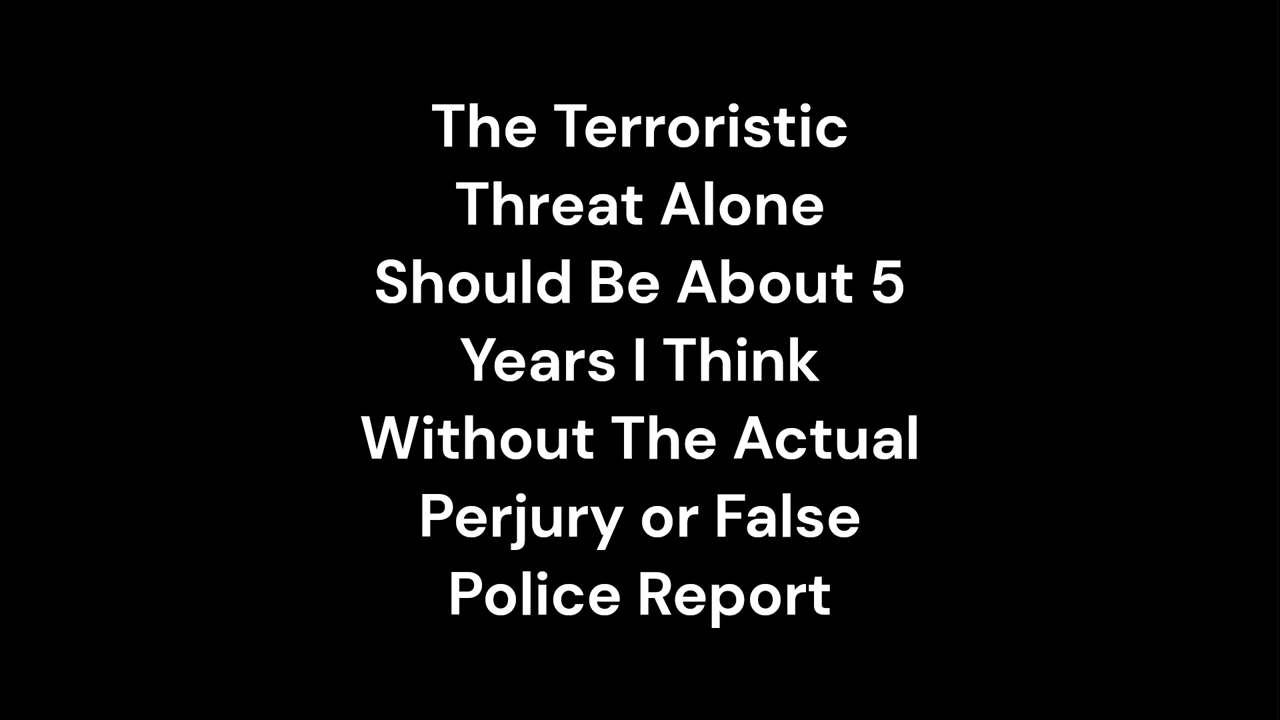 The Terroristic
Threat Alone
Should Be About 5
Years I Think
Without The Actual
Perjury or False
Police Report